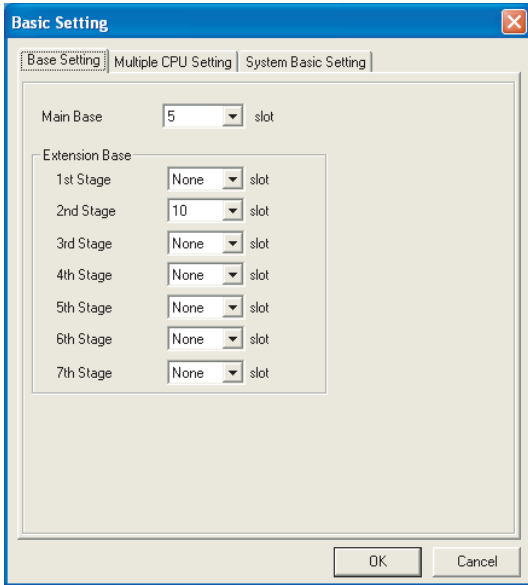 Basic Setting
Base Setting Multiple CPU Setting System Basic Setting
Main Base 5 slot
Extension Base
1st Stage None slot
2nd Stage 10 slot
3rd Stage None slot
4th Stage None slot
5th Stage None slot
6th Stage None slot
7th Stage None slot
OK Cancel